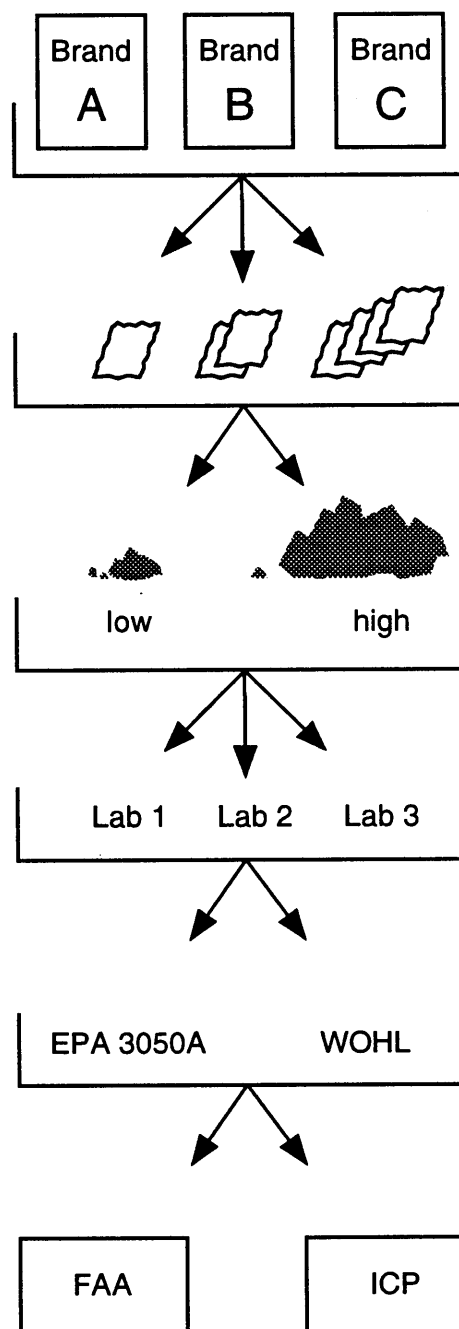 Brand Brand Brand
A B C
low high
Lab 1 Lab 2 Lab 3
EPA 3050A WOHL
FAA ICP